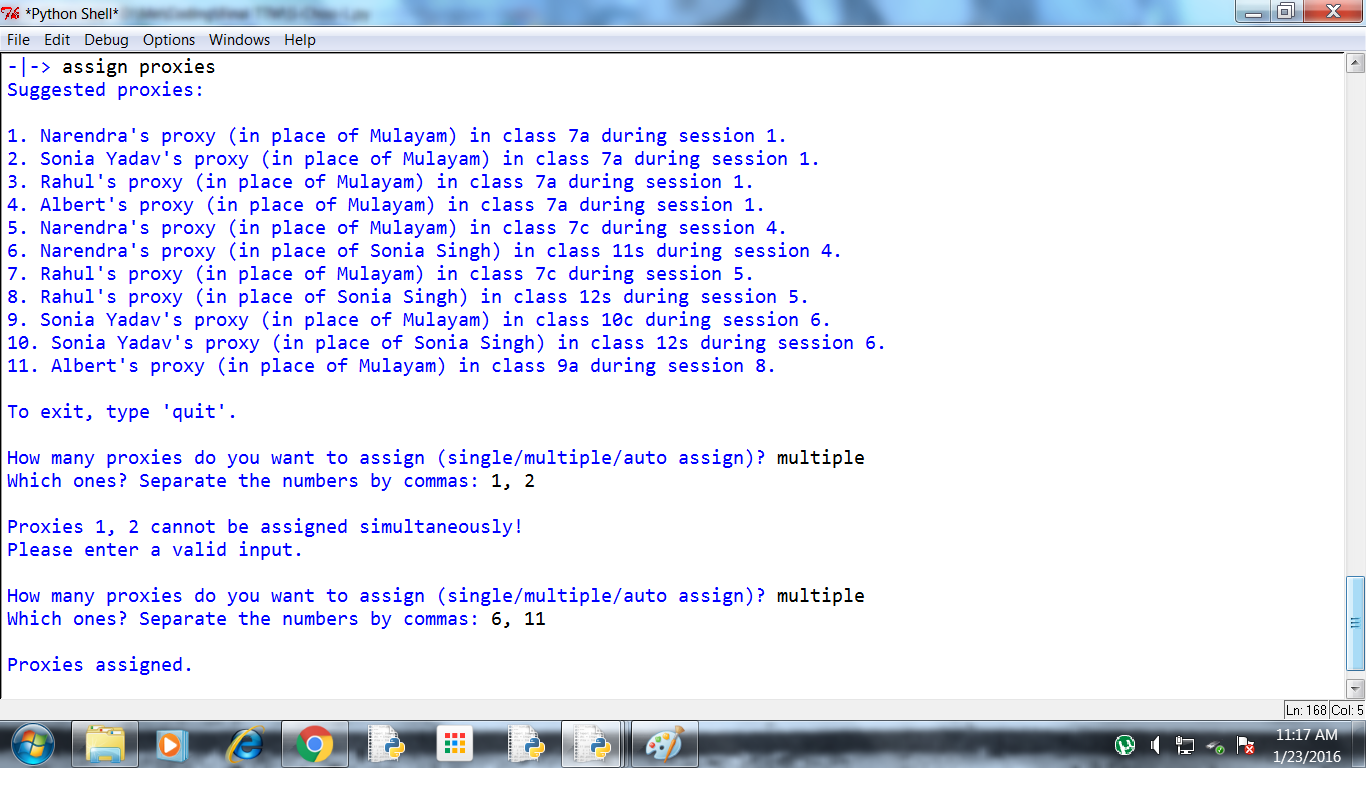 *Python Shell*
File Edit Debug Options Windows Help
-|-> assign proxies
Suggested proxies:
1. Narendra's proxy (in place of Mulayam) in class 7a during session 1.
2. Sonia Yadav's proxy (in place of Mulayam) in class 7a during session 1.
3. Rahul's proxy (in place of Mulayam) in class 7a during session 1.
4. Albert's proxy (in place of Mulayam) in class 7a during session 1.
5. Narendra's proxy (in place of Mulayam) in class 7c during session 4.
6. Narendra's proxy (in place of Sonia Singh) in class 11s during session 4.
7. Rahul's proxy (in place of Mulayam) in class 7c during session 5.
8. Rahul's proxy (in place of Sonia Singh) in class 12s during session 5.
9. Sonia Yadav's proxy (in place of Mulayam) in class 10c during session 6.
10. Sonia Yadav's proxy (in place of Sonia Singh) in class 12s during session 6.
11. Albert's proxy (in place of Mulayam) in class 9a during session 8.
To exit, type 'quit'.
How many proxies do you want to assign (single/multiple/auto assign)? multiple
Which ones? Separate the numbers by commas: 1, 2
Proxies 1, 2 cannot be assigned simultaneously!
Please enter a valid input.
How many proxies do you want to assign (single/multiple/auto assign)? multiple
Which ones? Separate the numbers by commas: 6, 11
Proxies assigned.
Ln: 168 Col: 5
11:17 AM
1/23/2016